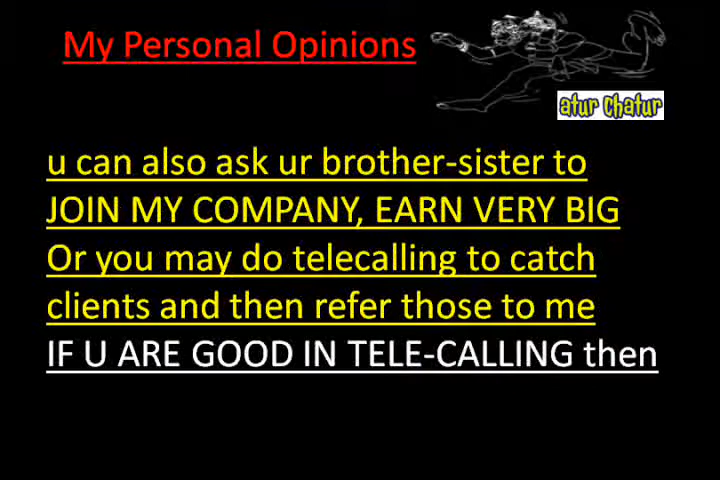 My Personal Opinions
atur Chatur
u can also ask ur brother-sister to
JOIN MY COMPANY, EARN VERY BIG
Or you may do telecalling to catch
clients and then refer those to me
IF U ARE GOOD IN TELE-CALLING then